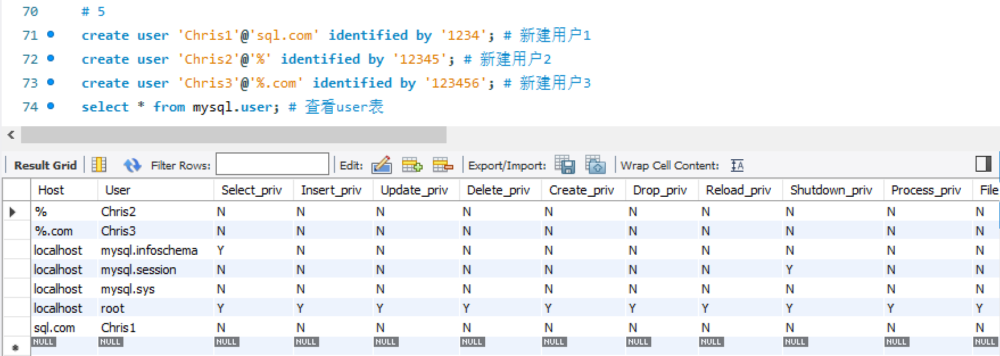 70 # 5
71 create user 'Chris1'@'sql.com' identified by '1234'; # 新建用户1
72 create user 'Chris2'@'%' identified by '12345'; # 新建用户2
73 create user 'Chris3'@'%.com' identified by '123456'; # 新建用户3
74 select * from mysql.user; # 查看user表
Result Grid Filter Rows: Edit: Export/Import: Wrap Cell Content: IA
Host User Select_priv Insert_priv Update_priv Delete_priv Create_priv Drop_priv Reload_priv Shutdown_priv Process_priv File
% Chris2 N N N N N N N N N N
%.com Chris3 N N N N N N N N N N
localhost mysql.infoschema Y N N N N N N N N N
localhost mysql.session N N N N N N N Y N N
localhost mysql.sys N N N N N N N N N N
localhost root Y Y Y Y Y Y Y Y Y Y
sql.com Chris1 N N N N N N N N N N
NULL NULL NULL NULL NULL NULL NULL NULL NULL NULL NULL NULL